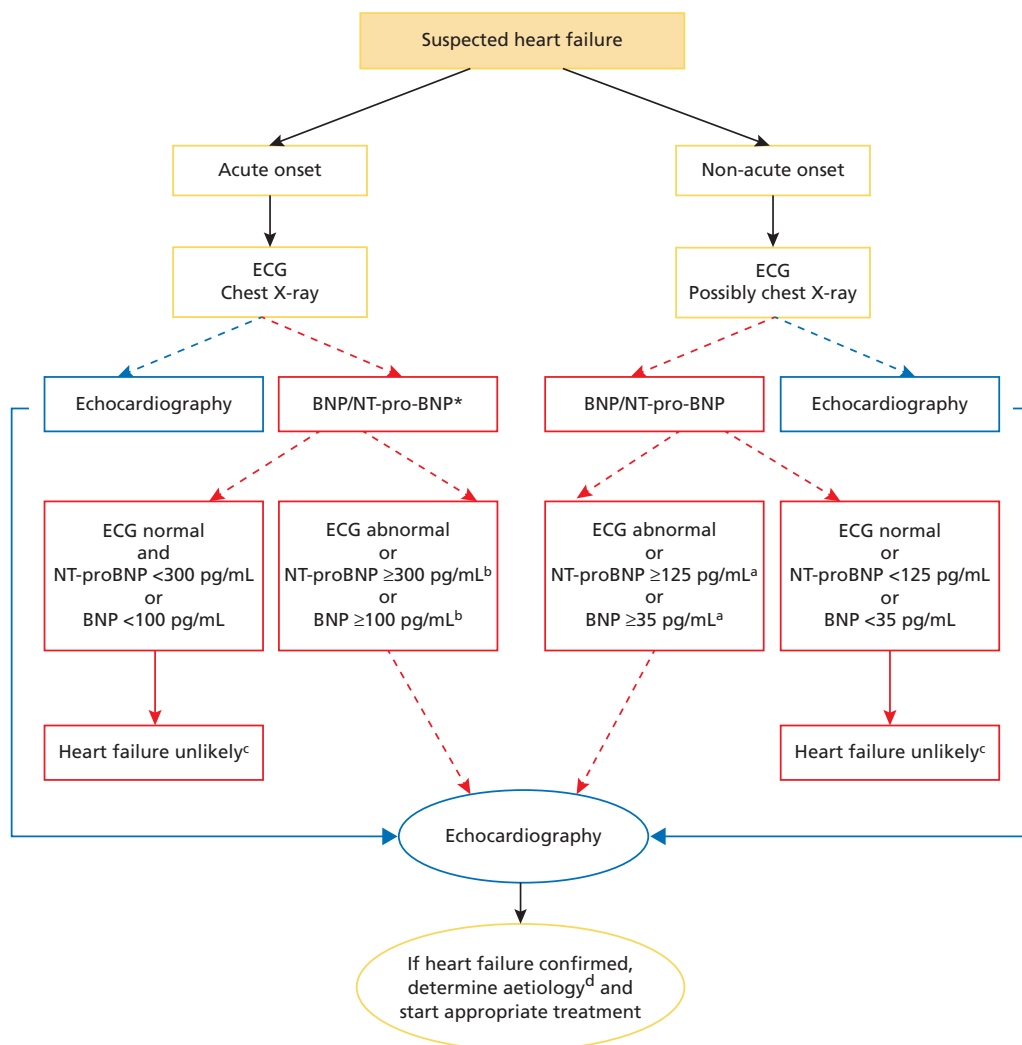 Suspected heart failure
Acute onset
Non-acute onset
ECG
Chest X-ray
ECG
Possibly chest X-ray
Echocardiography
BNP/NT-pro-BNP*
BNP/NT-pro-BNP
Echocardiography
ECG normal
and
NT-proBNP <300 pg/mL
or
BNP <100 pg/mL
ECG abnormal
or
NT-proBNP ≥300 pg/mLᵇ
or
BNP ≥100 pg/mLᵇ
ECG abnormal
or
NT-proBNP ≥125 pg/mLᵃ
or
BNP ≥35 pg/mLᵃ
ECG normal
or
NT-proBNP <125 pg/mL
or
BNP <35 pg/mL
Heart failure unlikelyᶜ
Heart failure unlikelyᶜ
Echocardiography
If heart failure confirmed,
determine aetiologyᵈ and
start appropriate treatment